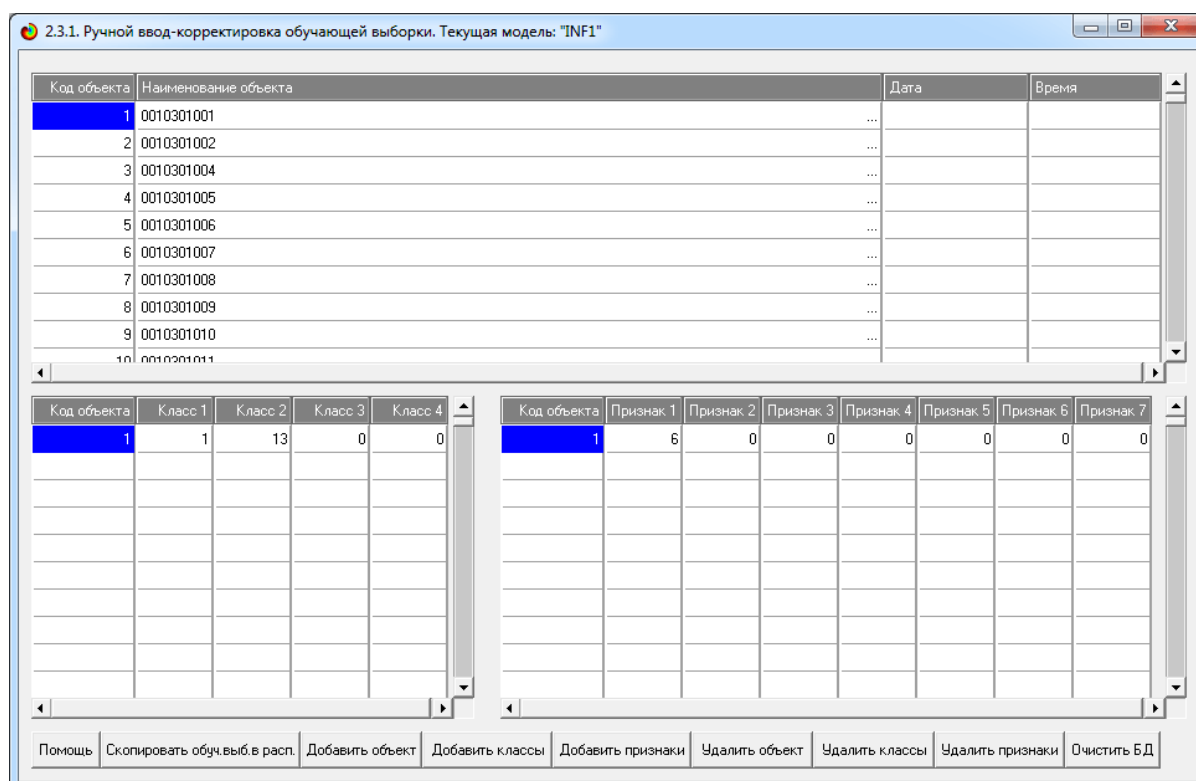 2.3.1. Ручной ввод-корректировка обучающей выборки. Текущая модель: "INF1"
Код объекта Наименование объекта Дата Время
1 0010301001 ...
2 0010301002 ...
3 0010301004 ...
4 0010301005 ...
5 0010301006 ...
6 0010301007 ...
7 0010301008 ...
8 0010301009 ...
9 0010301010 ...
10 0010301011
Код объекта Класс 1 Класс 2 Класс 3 Класс 4
1 1 13 0 0
Код объекта Признак 1 Признак 2 Признак 3 Признак 4 Признак 5 Признак 6 Признак 7
1 6 0 0 0 0 0 0
Помощь Скопировать обуч.выб.в расп. Добавить объект Добавить классы Добавить признаки Удалить объект Удалить классы Удалить признаки Очистить БД